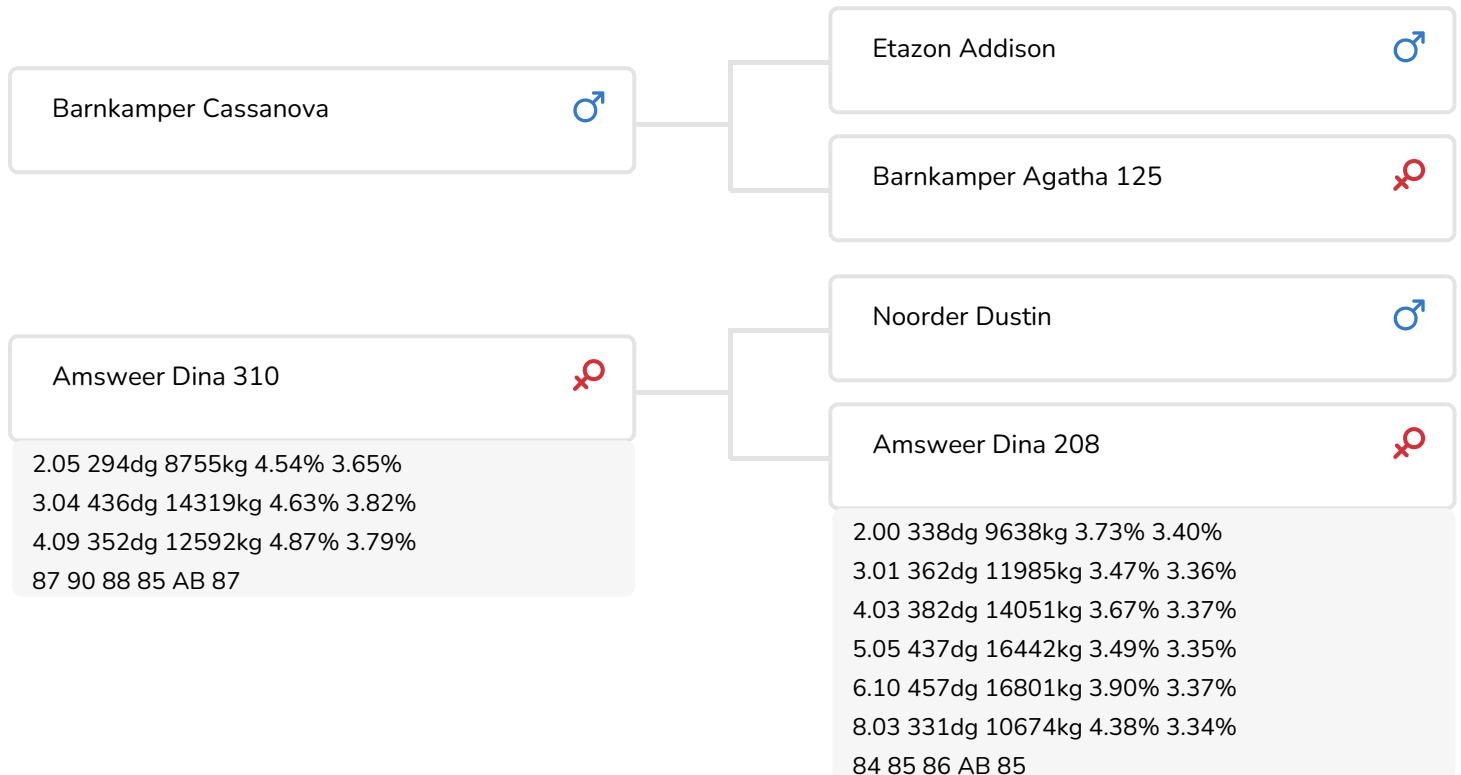 Barnkamper Cassanova
Etazon Addison
Barnkamper Agatha 125
Amsweer Dina 310
2.05 294dg 8755kg 4.54% 3.65%
3.04 436dg 14319kg 4.63% 3.82%
4.09 352dg 12592kg 4.87% 3.79%
87 90 88 85 AB 87
Noorder Dustin
Amsweer Dina 208
2.00 338dg 9638kg 3.73% 3.40%
3.01 362dg 11985kg 3.47% 3.36%
4.03 382dg 14051kg 3.67% 3.37%
5.05 437dg 16442kg 3.49% 3.35%
6.10 457dg 16801kg 3.90% 3.37%
8.03 331dg 10674kg 4.38% 3.34%
84 85 86 AB 85